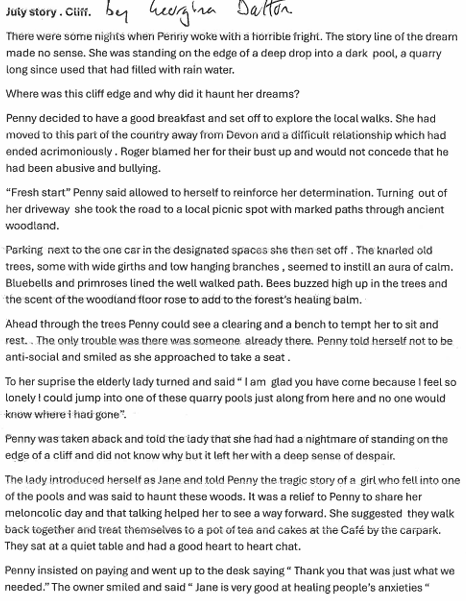 July story . Cliff. by Georgina Dalton
There were some nights when Penny woke with a horrible fright. The story line of the dream
made no sense. She was standing on the edge of a deep drop into a dark pool, a quarry
long since used that had filled with rain water.
Where was this cliff edge and why did it haunt her dreams?
Penny decided to have a good breakfast and set off to explore the local walks. She had
moved to this part of the country away from Devon and a difficult relationship which had
ended acrimoniously . Roger blamed her for their bust up and would not concede that he
had been abusive and bullying.
“Fresh start” Penny said allowed to herself to reinforce her determination. Turning out of
her driveway she took the road to a local picnic spot with marked paths through ancient
woodland.
Parking next to the one car in the designated spaces she then set off . The knarled old
trees, some with wide girths and low hanging branches , seemed to instill an aura of calm.
Bluebells and primroses lined the well walked path. Bees buzzed high up in the trees and
the scent of the woodland floor rose to add to the forest’s healing balm.
Ahead through the trees Penny could see a clearing and a bench to tempt her to sit and
rest. . The only trouble was there was someone already there. Penny told herself not to be
anti-social and smiled as she approached to take a seat .
To her suprise the elderly lady turned and said “ I am glad you have come because I feel so
lonely I could jump into one of these quarry pools just along from here and no one would
know where i had gone”.
Penny was taken aback and told the lady that she had had a nightmare of standing on the
edge of a cliff and did not know why but it left her with a deep sense of despair.
The lady introduced herself as Jane and told Penny the tragic story of a girl who fell into one
of the pools and was said to haunt these woods. It was a relief to Penny to share her
meloncolic day and that talking helped her to see a way forward. She suggested they walk
back together and treat themselves to a pot of tea and cakes at the Café by the carpark.
They sat at a quiet table and had a good heart to heart chat.
Penny insisted on paying and went up to the desk saying “ Thank you that was just what we
needed.” The owner smiled and said “ Jane is very good at healing people’s anxieties “